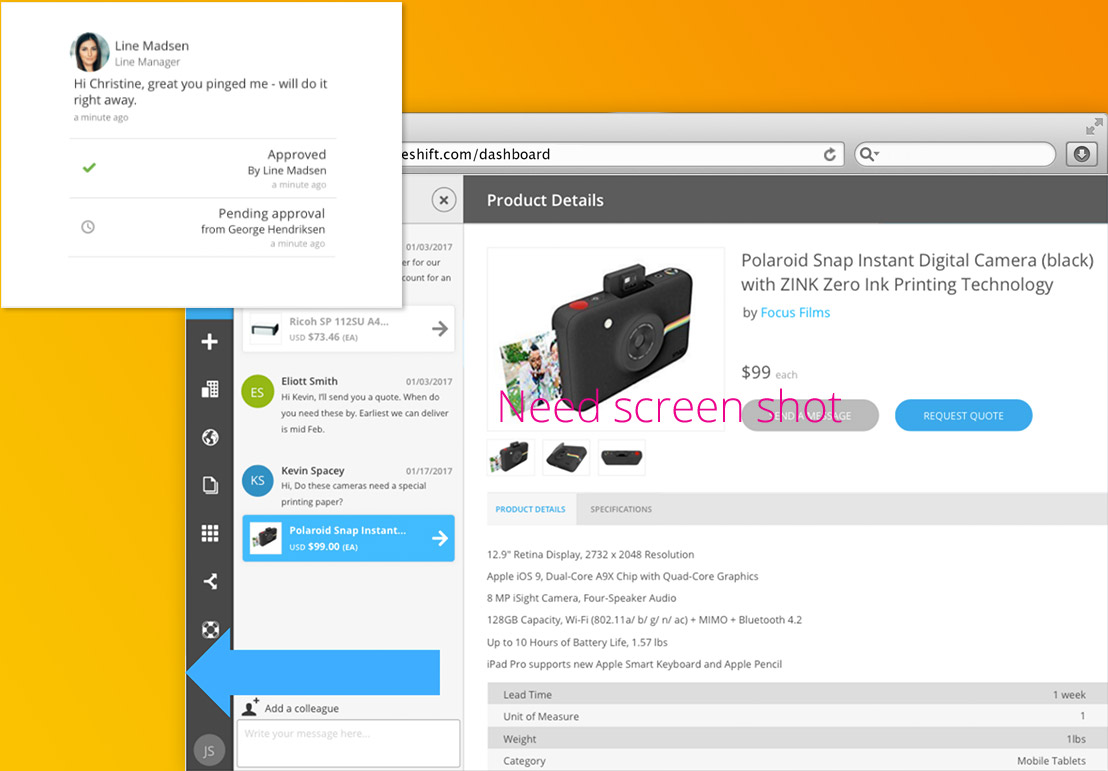 Line Madsen
Line Manager
Hi Christine, great you pinged me - will do it
right away.
a minute ago
Approved
By Line Madsen
a minute ago
Pending approval
from George Hendriksen
a minute ago
eshift.com/dashboard
01/03/2017
er for our
count for an
Ricoh SP 112SU A4...
USD $73.46 (EA)
ES
Eliott Smith
01/03/2017
Hi Kevin, I'll send you a quote. When do
you need these by. Earliest we can deliver
is mid Feb.
KS
Kevin Spacey
01/17/2017
Hi, Do these cameras need a special
printing paper?
Polaroid Snap Instant...
USD $99.00 (EA)
Add a colleague
Write your message here...
JS
Product Details
Polaroid Snap Instant Digital Camera (black)
with ZINK Zero Ink Printing Technology
by Focus Films
$99 each
Need screen shot
SEND A MESSAGE
REQUEST QUOTE
PRODUCT DETAILS
SPECIFICATIONS
12.9" Retina Display, 2732 x 2048 Resolution
Apple iOS 9, Dual-Core A9X Chip with Quad-Core Graphics
8 MP iSight Camera, Four-Speaker Audio
128GB Capacity, Wi-Fi (802.11a/ b/ g/ n/ ac) + MIMO + Bluetooth 4.2
Up to 10 Hours of Battery Life, 1.57 lbs
iPad Pro supports new Apple Smart Keyboard and Apple Pencil
Lead Time 1 week
Unit of Measure 1
Weight 1lbs
Category Mobile Tablets